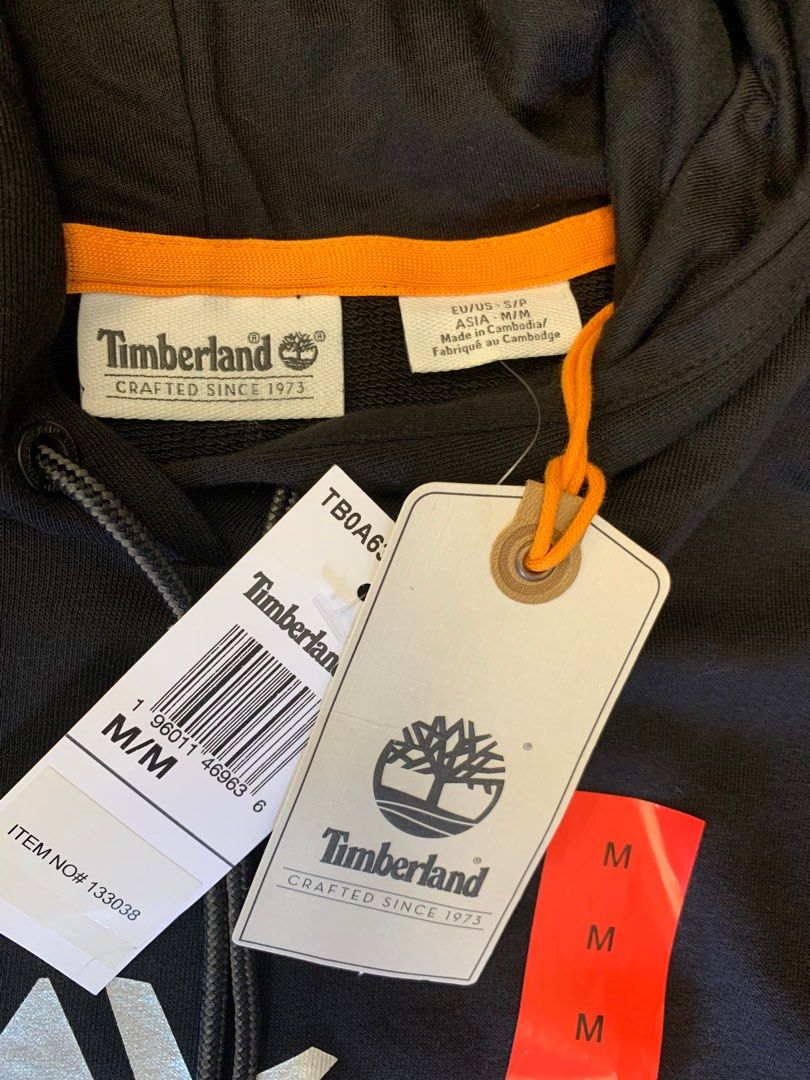 Timberland®
CRAFTED SINCE 1973
EU/US - S/P
ASIA - M/M
Made in Cambodia/
Fabriqué au Cambodge
Timberland
1 96011 46963 6
M/M
ITEM NO# 133038
®
Timberland®
CRAFTED SINCE 1973
M
M
M